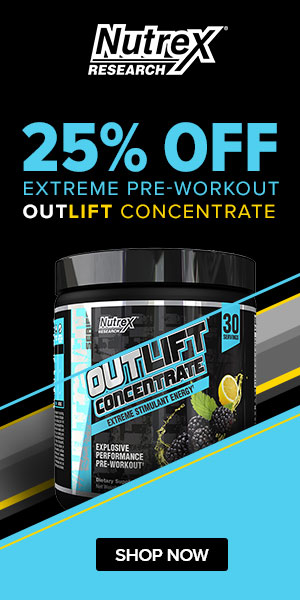 Nutrex®
RESEARCH
25% OFF
EXTREME PRE-WORKOUT
OUTLIFT CONCENTRATE
Nutrex
RESEARCH
30
SERVINGS
OUTLIFT
CONCENTRATE
EXTREME STIMULANT ENERGY
EXPLOSIVE
PERFORMANCE
PRE-WORKOUT
SHOP NOW